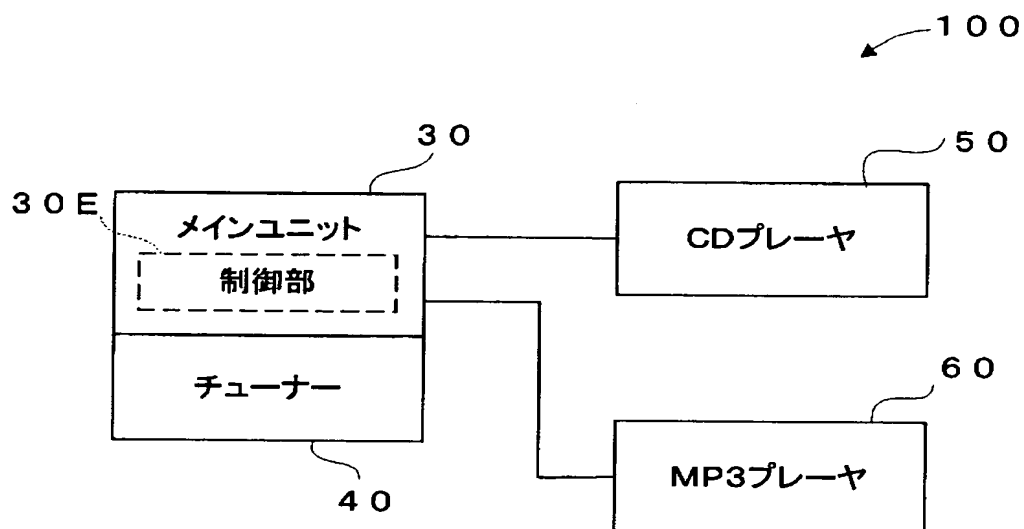 １００
３０
５０
３０Ｅ
メインユニット
制御部
CDプレーヤ
チューナー
６０
MP3プレーヤ
４０